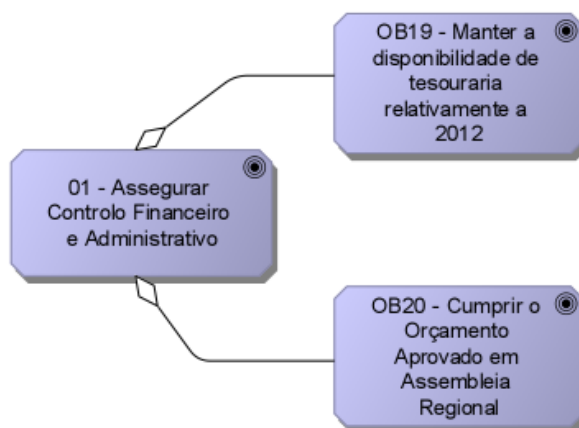 OB19 - Manter a
disponibilidade de
tesouraria
relativamente a
2012
01 - Assegurar
Controlo Financeiro
e Administrativo
OB20 - Cumprir o
Orçamento
Aprovado em
Assembleia
Regional